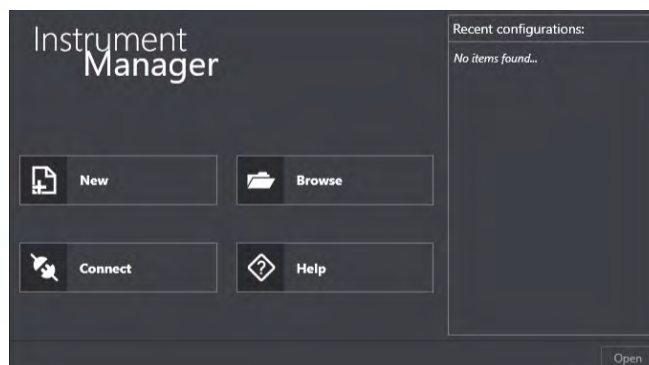 Instrument
Manager
Recent configurations:
No items found...
New
Browse
Connect
Help
Open